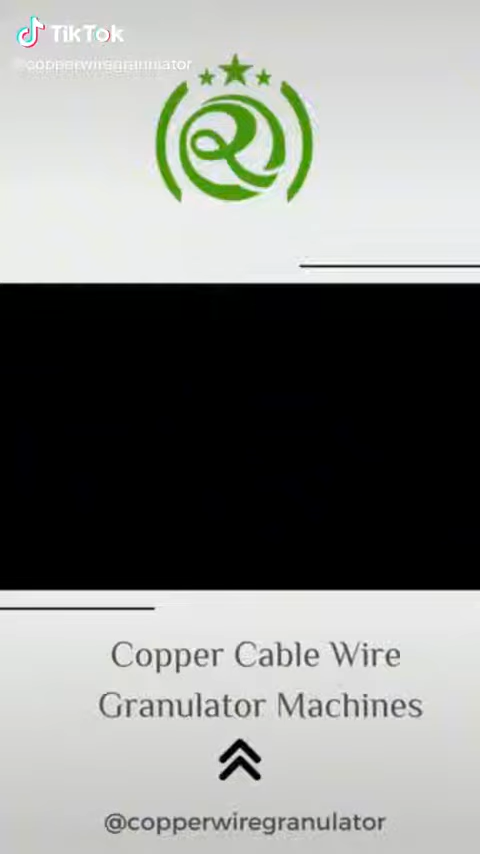 TikTok
@copperwiregranulator
Copper Cable Wire
Granulator Machines
@copperwiregranulator